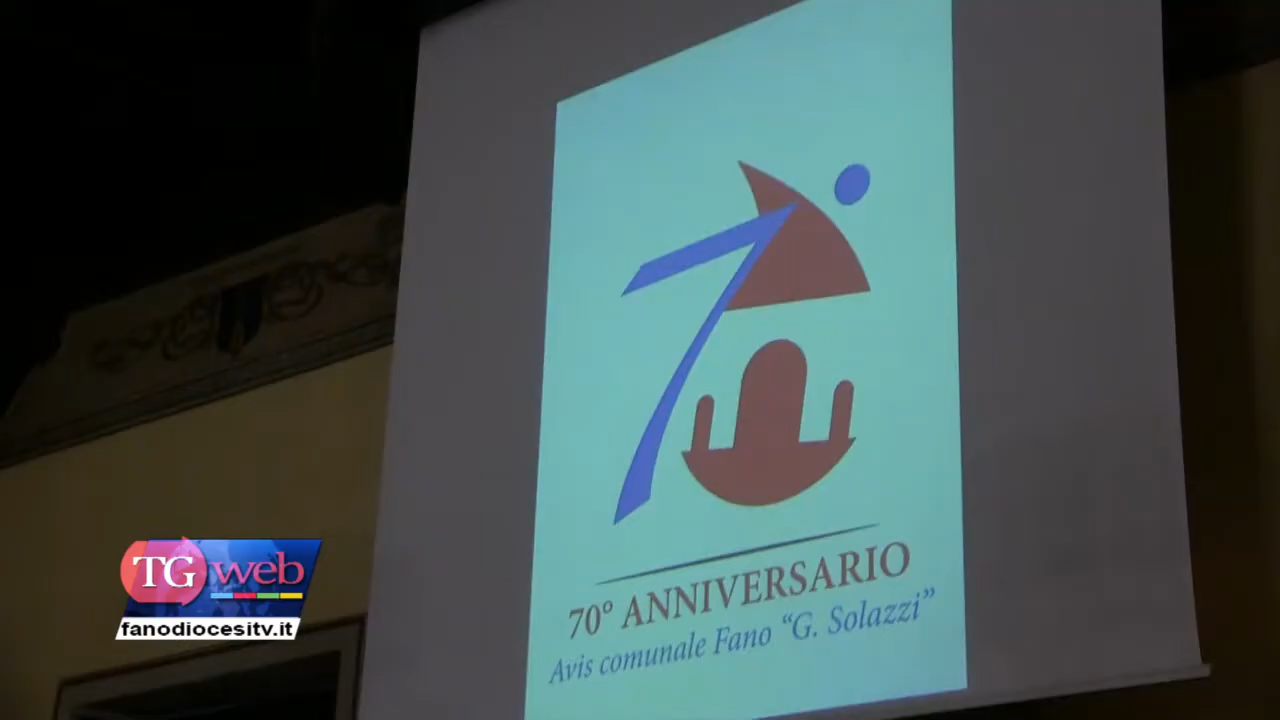 70° ANNIVERSARIO
Avis comunale Fano “G. Solazzi”
TG web
fanodiocesitv.it